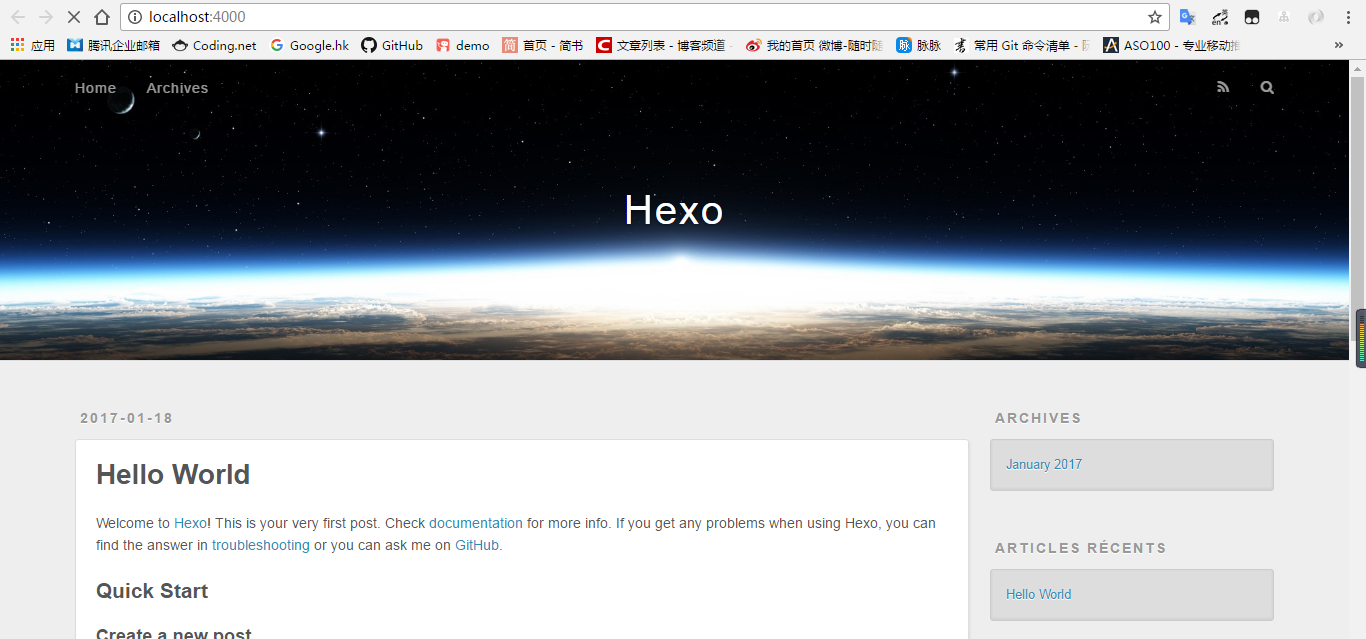 localhost:4000
应用 腾讯企业邮箱 Coding.net Google.hk GitHub demo 首页 - 简书 文章列表 - 博客频道 我的首页 微博-随时随 脉脉 常用 Git 命令清单 - ASO100 - 专业移动推 »
Home Archives
Hexo
2017-01-18
ARCHIVES
Hello World
January 2017
Welcome to Hexo! This is your very first post. Check documentation for more info. If you get any problems when using Hexo, you can
find the answer in troubleshooting or you can ask me on GitHub.
ARTICLES RÉCENTS
Quick Start
Hello World
Create a new post